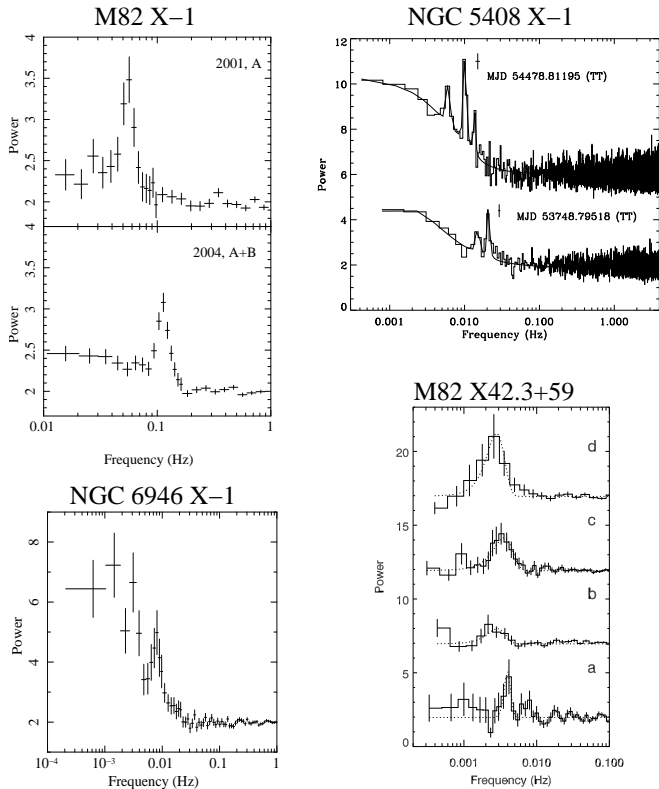 M82 X−1
2001, A
Power
4
3.5
3
2.5
2
4
2004, A+B
Power
3.5
3
2.5
2
0.01
0.1
1
Frequency (Hz)
NGC 5408 X−1
MJD 54478.81195 (TT)
MJD 53748.79518 (TT)
Power
12
10
8
6
4
2
0
0.001
0.010
0.100
1.000
Frequency (Hz)
NGC 6946 X−1
Power
8
6
4
2
10−4
10−3
0.01
0.1
1
Frequency (Hz)
M82 X42.3+59
d
c
b
a
Power
20
15
10
5
0
0.001
0.010
0.100
Frequency (Hz)